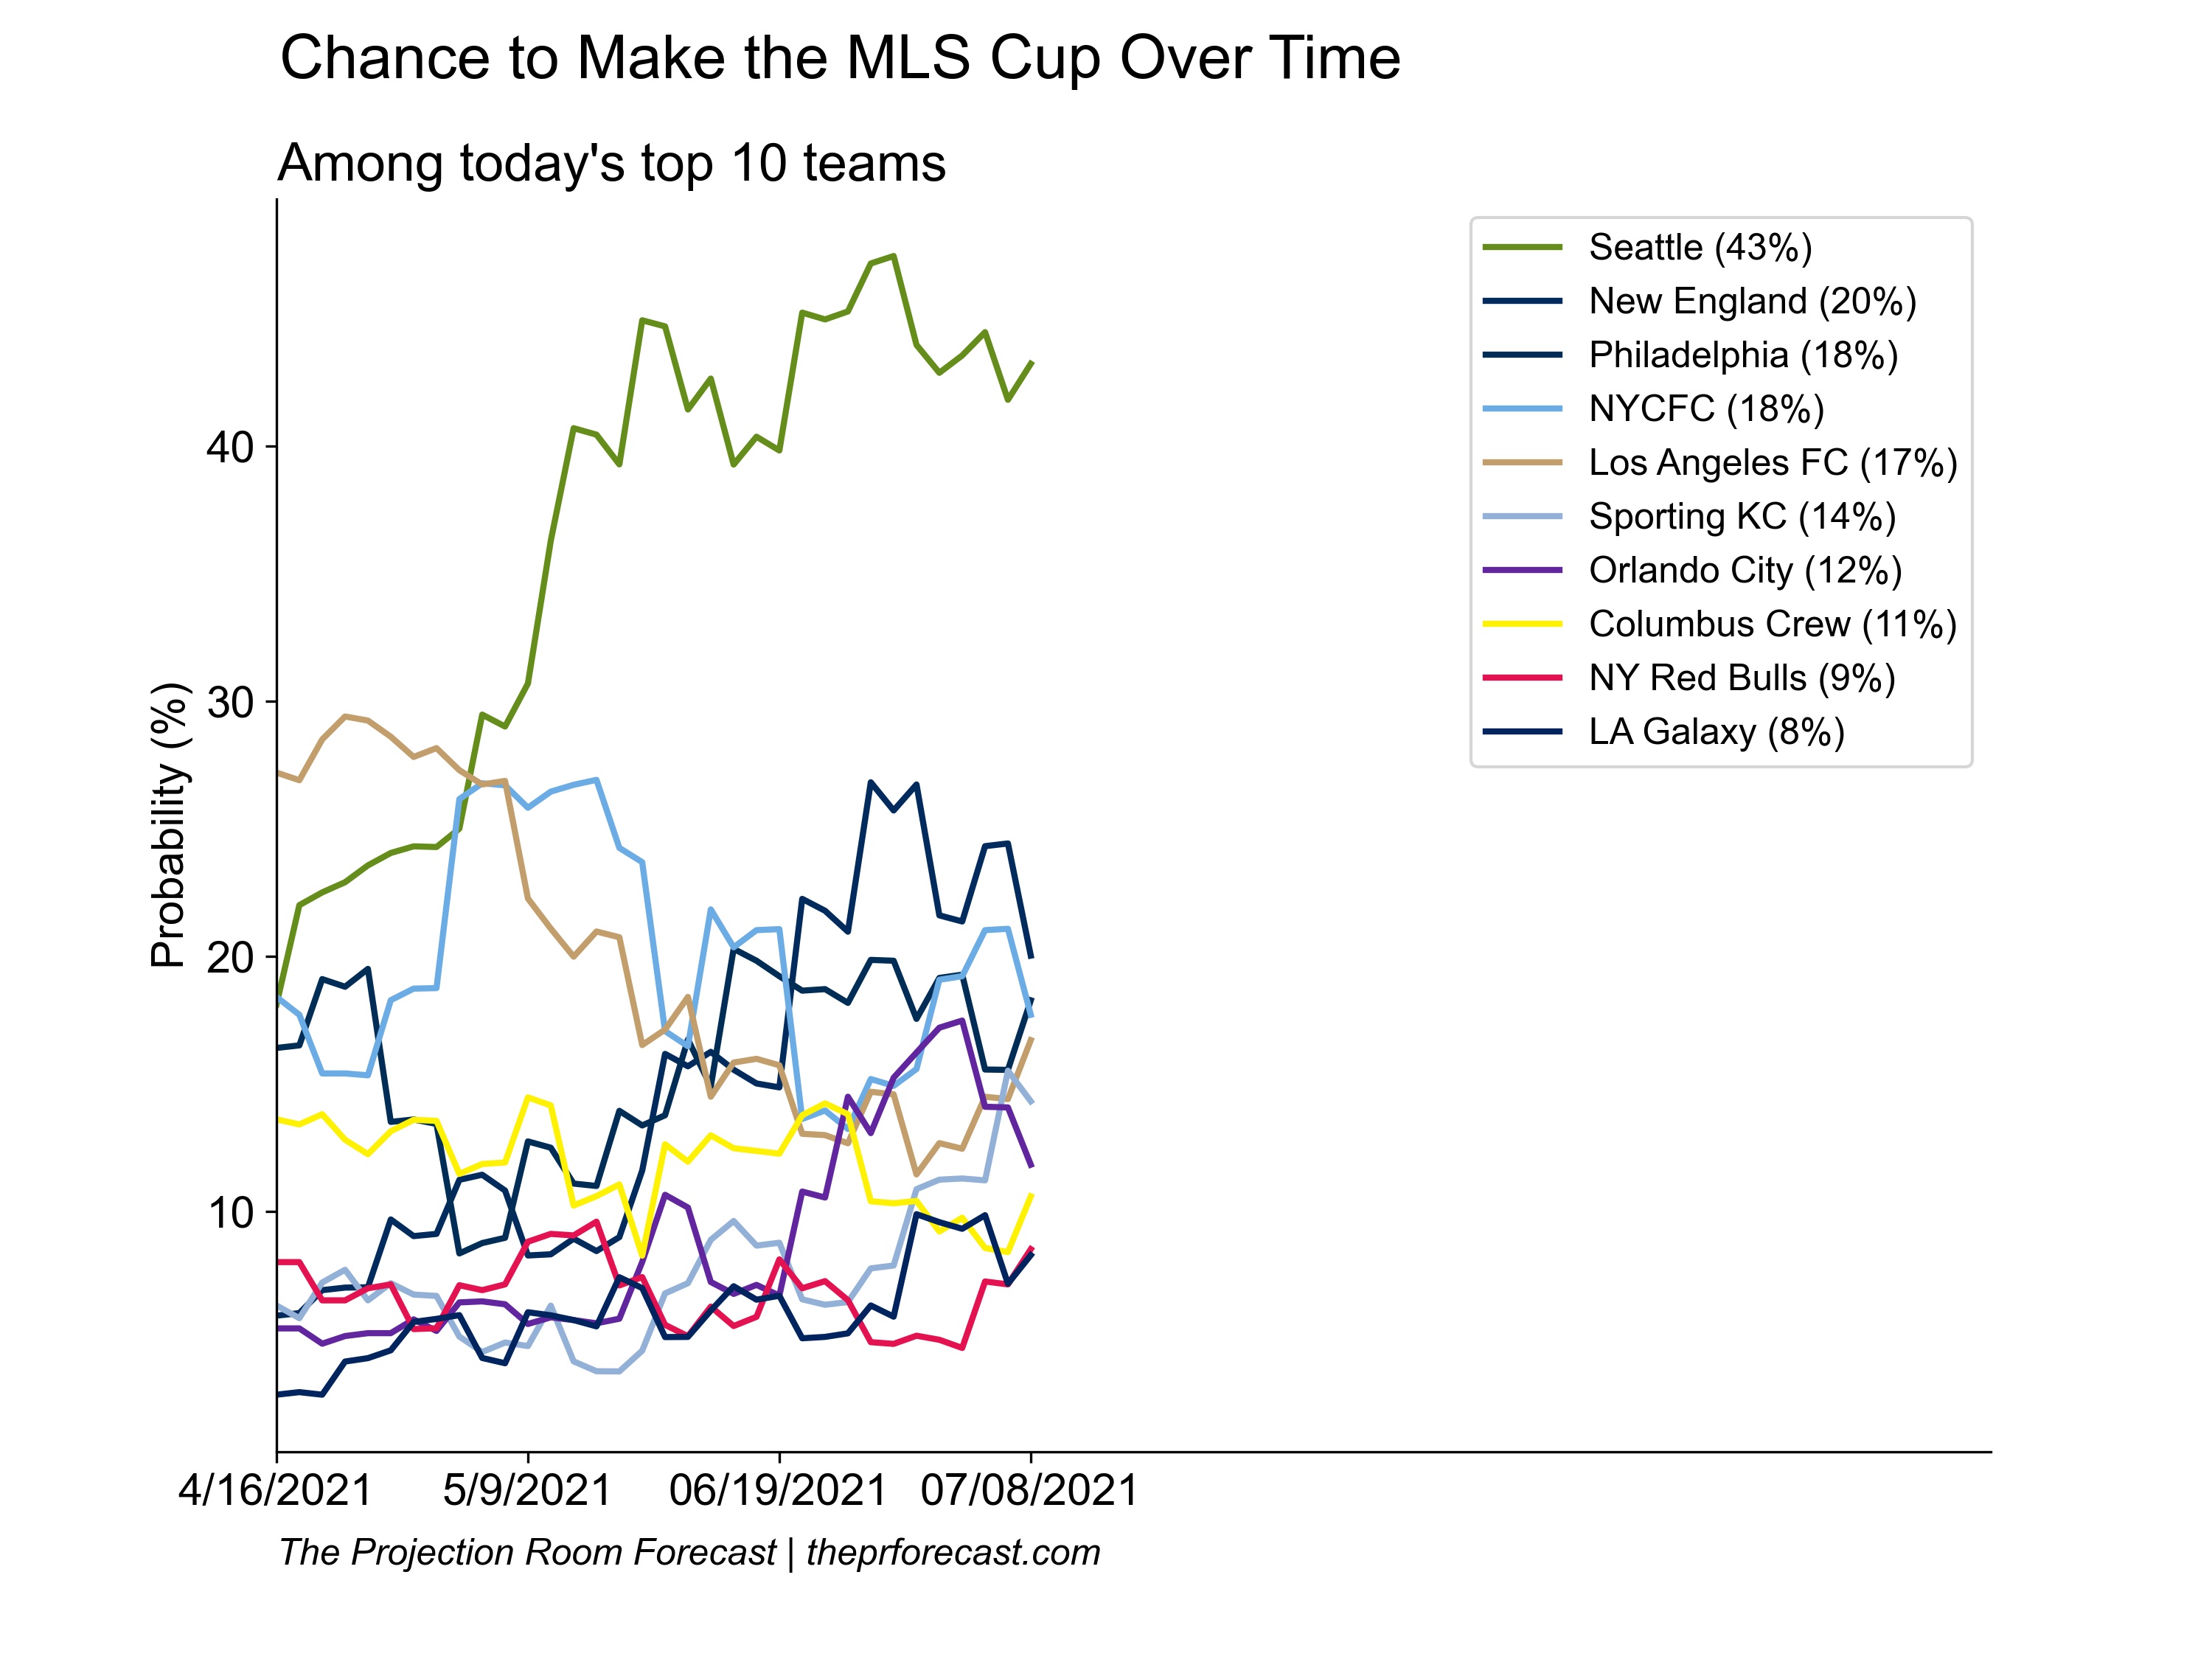 Chance to Make the MLS Cup Over Time
Among today's top 10 teams
Seattle (43%)
New England (20%)
Philadelphia (18%)
NYCFC (18%)
Los Angeles FC (17%)
Sporting KC (14%)
Orlando City (12%)
Columbus Crew (11%)
NY Red Bulls (9%)
LA Galaxy (8%)
Probability (%)
40
30
20
10
4/16/2021 5/9/2021 06/19/2021 07/08/2021
The Projection Room Forecast | theprforecast.com